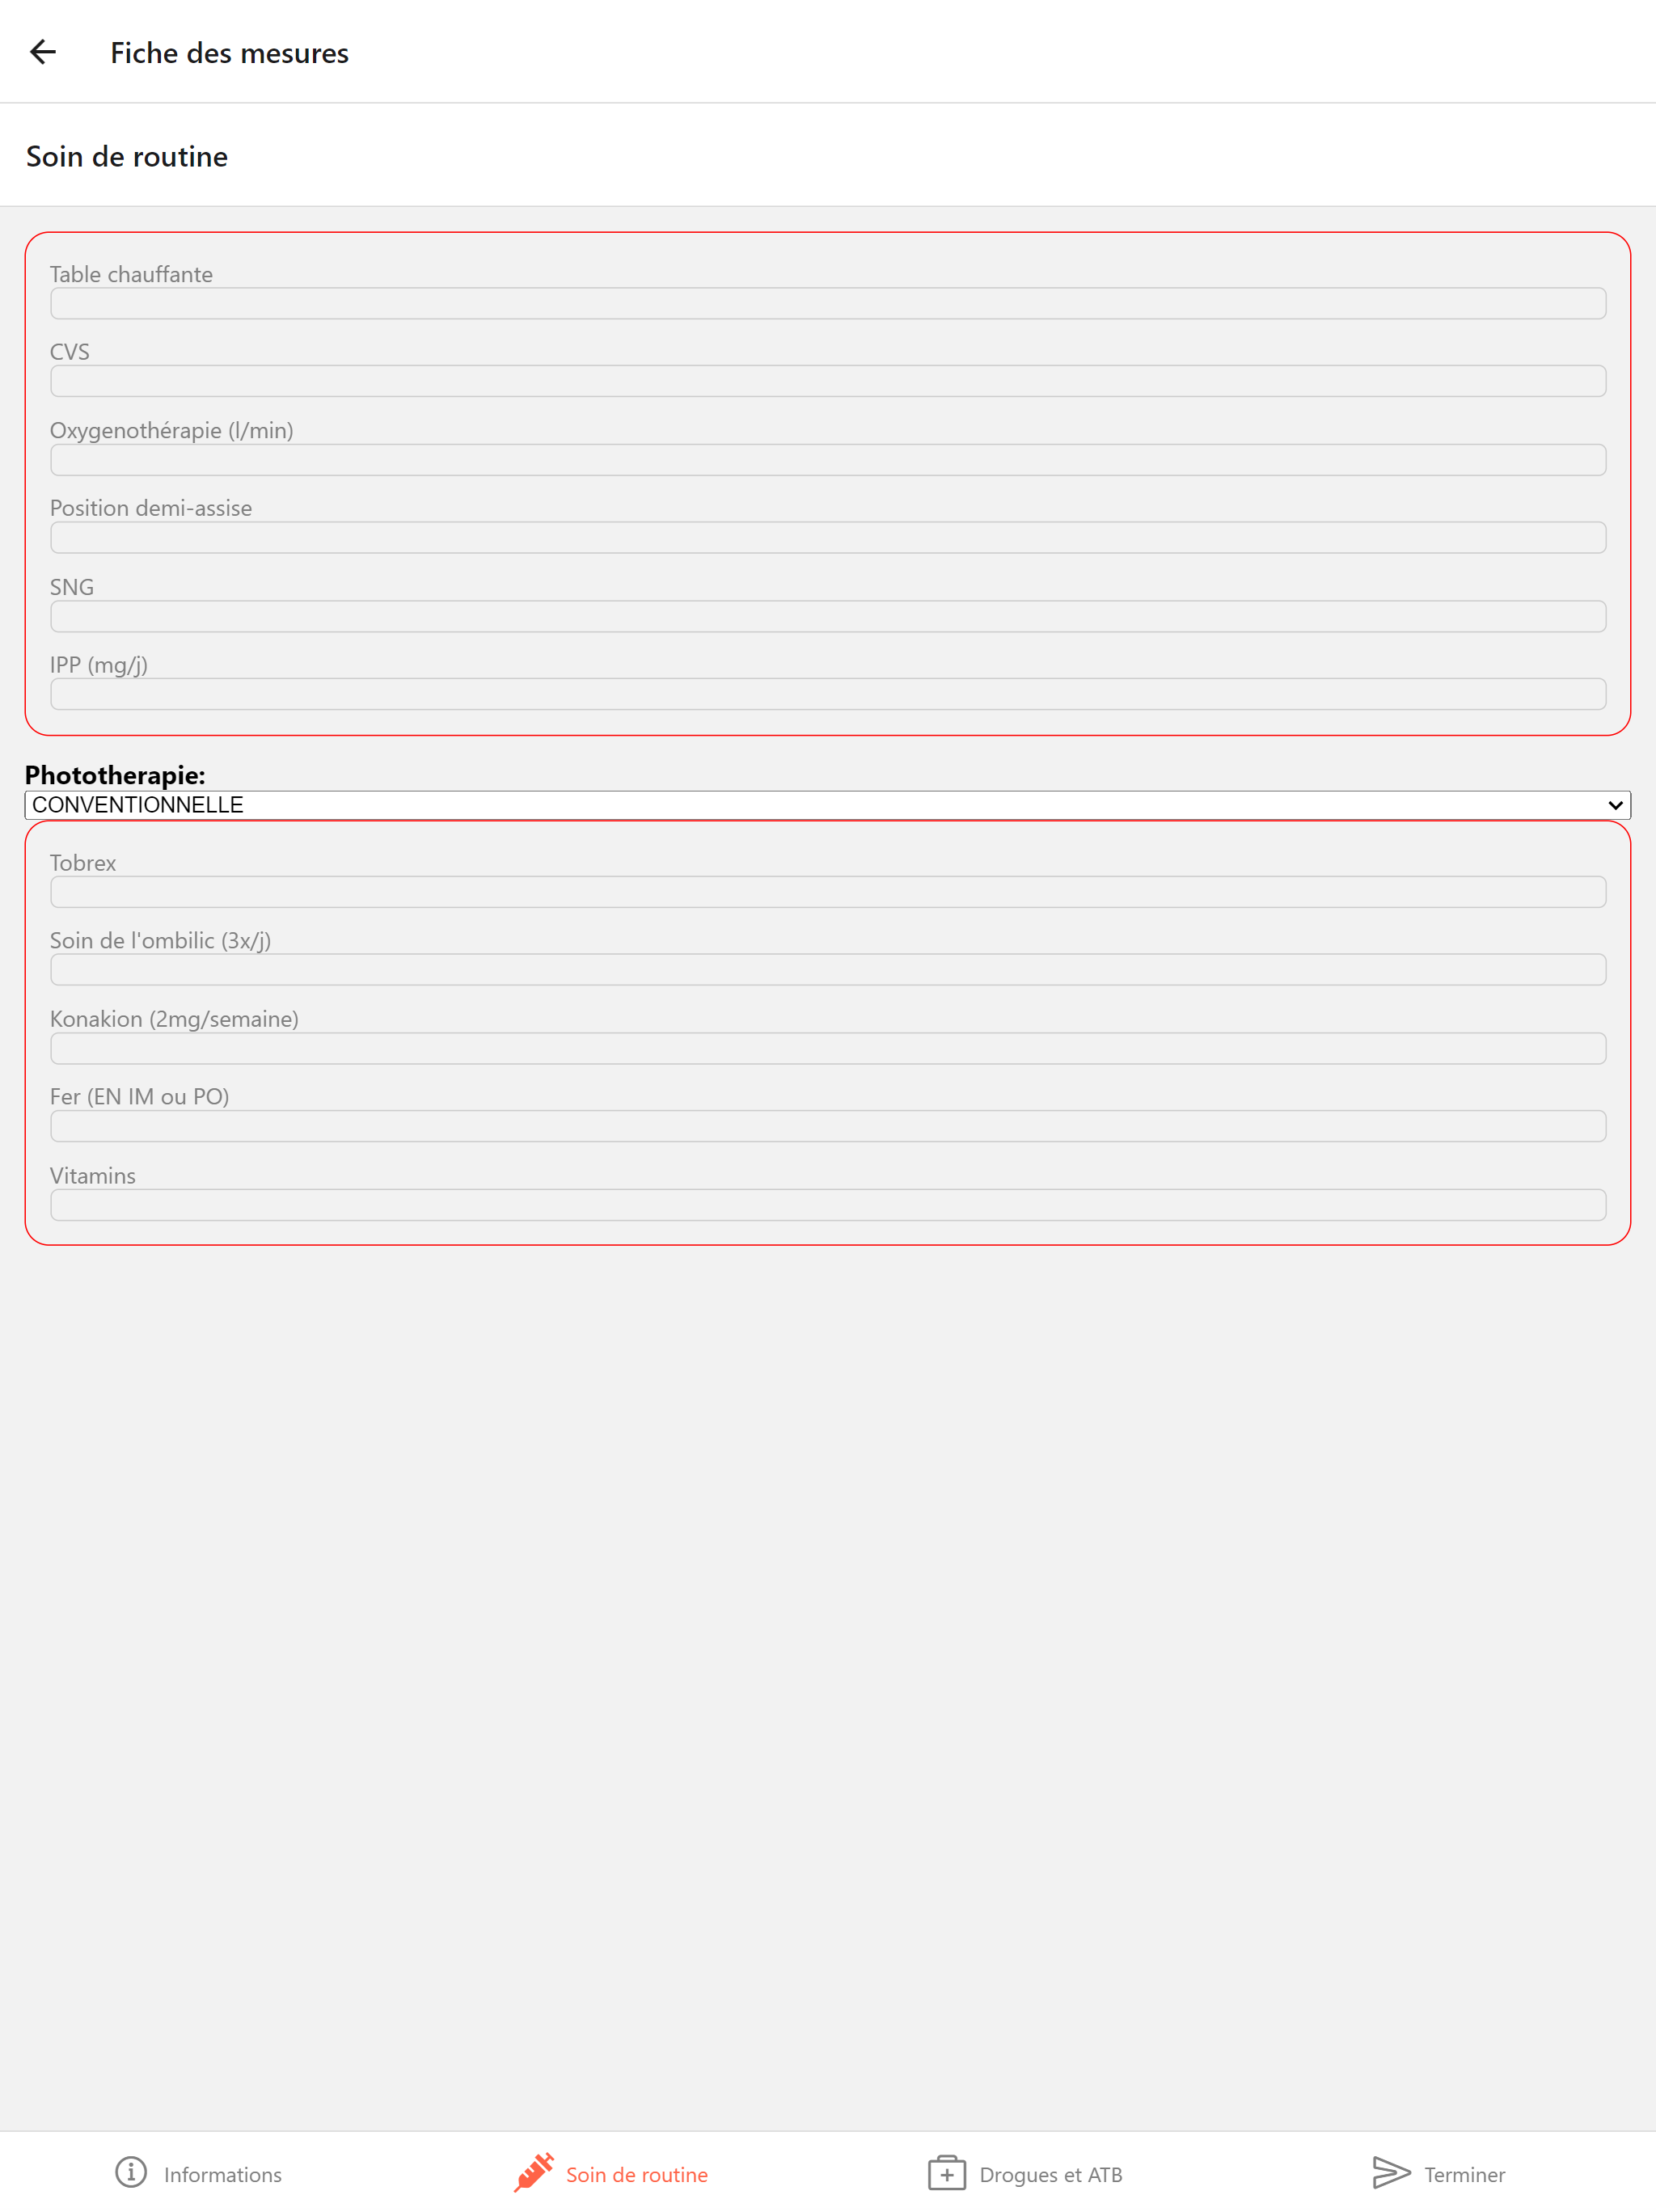 Fiche des mesures
Soin de routine
Table chauffante
CVS
Oxygenothérapie (l/min)
Position demi-assise
SNG
IPP (mg/j)
Phototherapie:
CONVENTIONNELLE
Tobrex
Soin de l'ombilic (3x/j)
Konakion (2mg/semaine)
Fer (EN IM ou PO)
Vitamins
Informations
Soin de routine
Drogues et ATB
Terminer